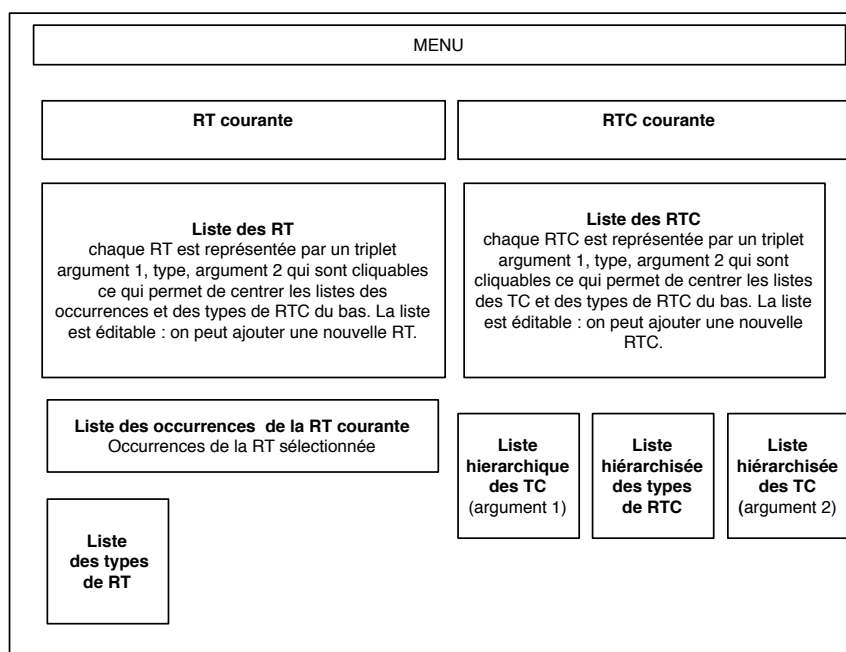 MENU
RT courante
RTC courante
Liste des RT
chaque RT est représentée par un triplet
argument 1, type, argument 2 qui sont cliquables
ce qui permet de centrer les listes des
occurrences et des types de RTC du bas. La liste
est éditable : on peut ajouter une nouvelle RT.
Liste des RTC
chaque RTC est représentée par un triplet
argument 1, type, argument 2 qui sont
cliquables ce qui permet de centrer les listes
des TC et des types de RTC du bas. La liste
est éditable : on peut ajouter une nouvelle
RTC.
Liste des occurrences de la RT courante
Occurrences de la RT sélectionnée
Liste
hierarchique
des TC
(argument 1)
Liste
hiérarchisée
des types
de RTC
Liste
hiérarchisée
des TC
(argument 2)
Liste
des types
de RT